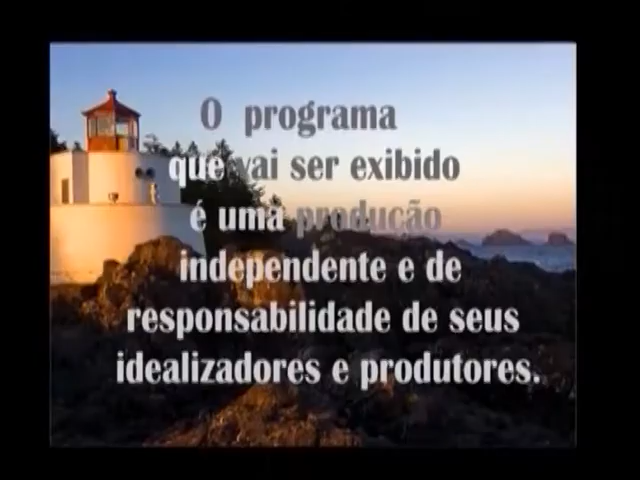 O programa
que vai ser exibido
é uma produção
independente e de
responsabilidade de seus
idealizadores e produtores.